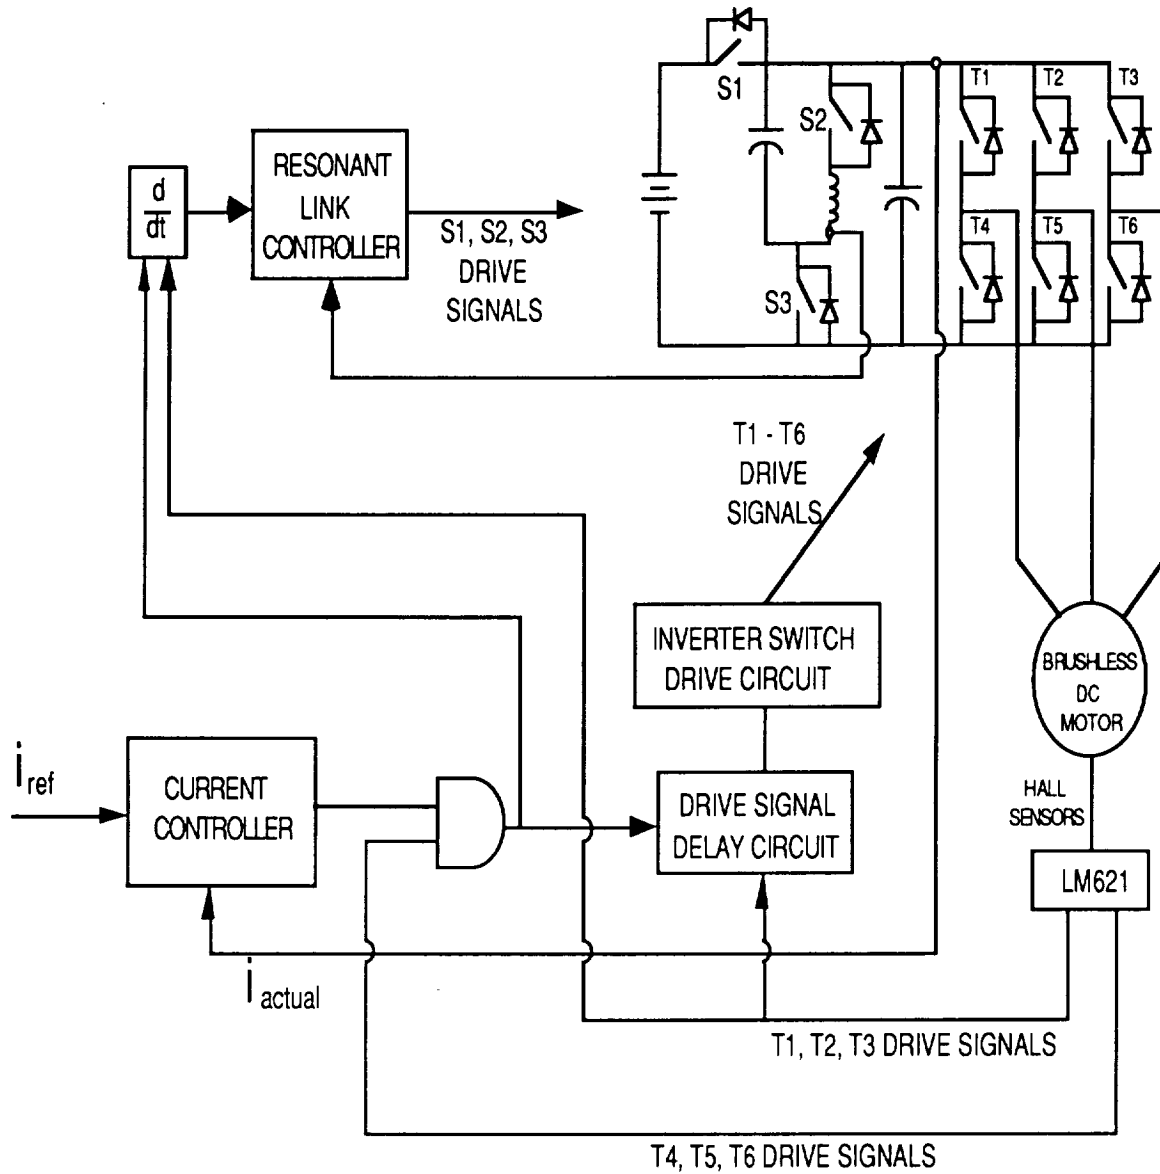 S1
S2
S3
T1
T2
T3
T4
T5
T6
d
dt
RESONANT
LINK
CONTROLLER
S1, S2, S3
DRIVE
SIGNALS
T1 - T6
DRIVE
SIGNALS
INVERTER SWITCH
DRIVE CIRCUIT
BRUSHLESS
DC
MOTOR
i ref
CURRENT
CONTROLLER
DRIVE SIGNAL
DELAY CIRCUIT
HALL
SENSORS
LM621
i actual
T1, T2, T3 DRIVE SIGNALS
T4, T5, T6 DRIVE SIGNALS